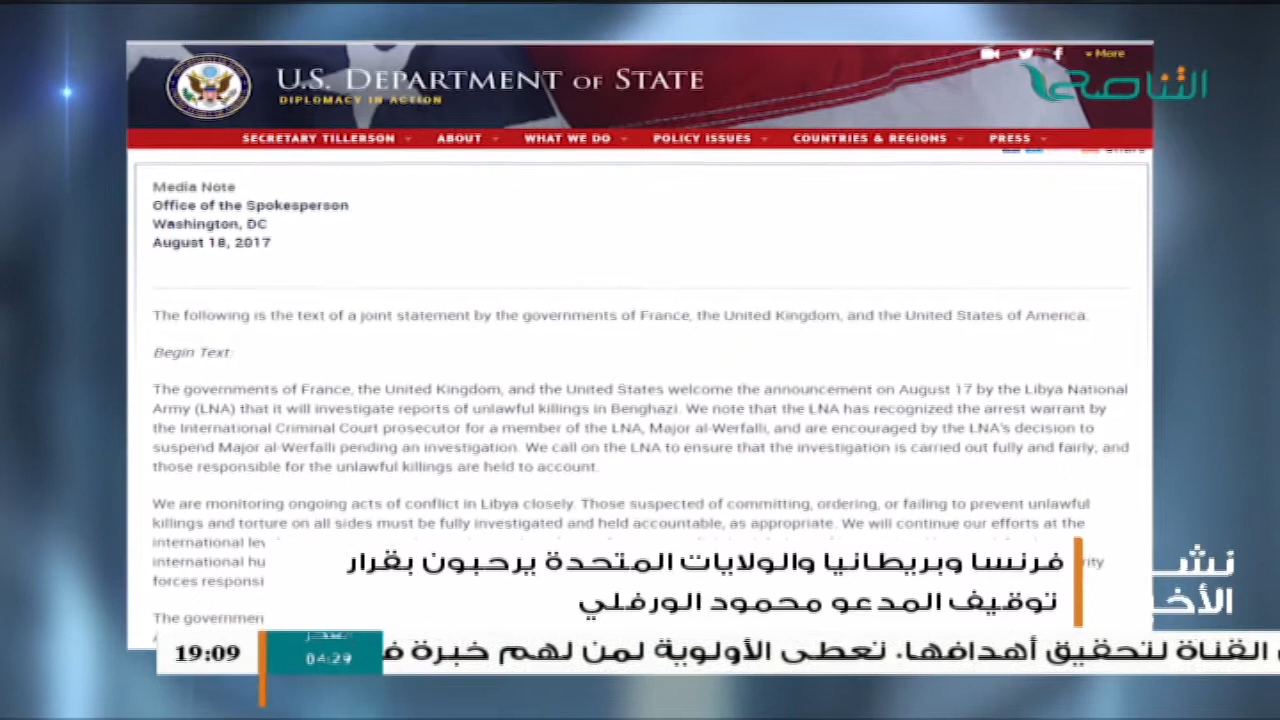 U.S. DEPARTMENT OF STATE
DIPLOMACY IN ACTION
More
التناصح
SECRETARY TILLERSON ABOUT WHAT WE DO POLICY ISSUES COUNTRIES & REGIONS PRESS
Media Note
Office of the Spokesperson
Washington, DC
August 18, 2017
The following is the text of a joint statement by the governments of France, the United Kingdom, and the United States of America.
Begin Text:
The governments of France, the United Kingdom, and the United States welcome the announcement on August 17 by the Libya National
Army (LNA) that it will investigate reports of unlawful killings in Benghazi. We note that the LNA has recognized the arrest warrant by
the International Criminal Court prosecutor for a member of the LNA, Major al-Werfalli, and are encouraged by the LNA's decision to
suspend Major al-Werfalli pending an investigation. We call on the LNA to ensure that the investigation is carried out fully and fairly, and
those responsible for the unlawful killings are held to account.
We are monitoring ongoing acts of conflict in Libya closely. Those suspected of committing, ordering, or failing to prevent unlawful
killings and torture on all sides must be fully investigated and held accountable, as appropriate. We will continue our efforts at the
international
international
forces
The
فرنسا وبريطانيا والولايات المتحدة يرحبون بقرار
توقيف المدعو محمود الورفلي
القناة لتحقيق أهدافها. تعطى الأولوية لمن لهم خبرة
04:29
19:09